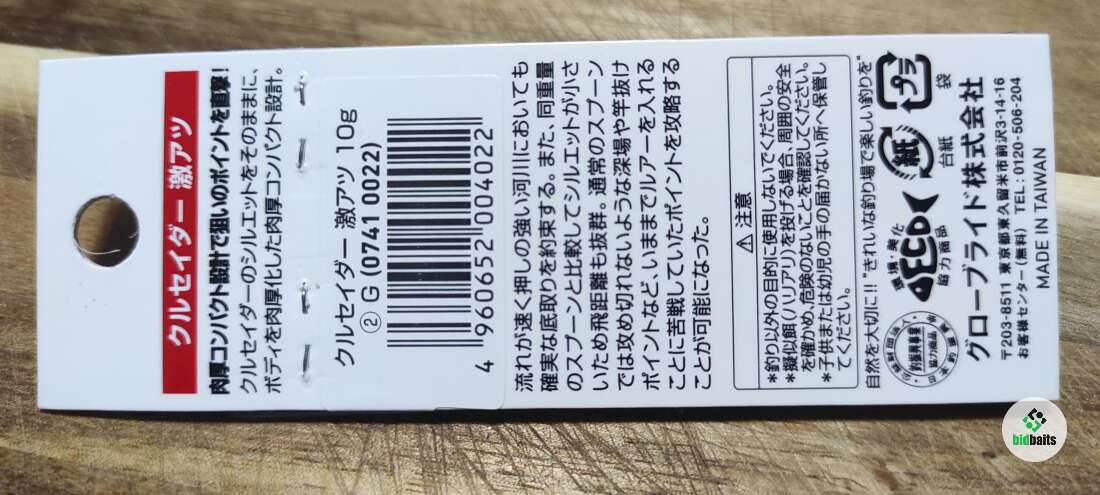 クルセイダー 激アツ
肉厚コンパクト設計で狙いのポイントを直撃!
クルセイダーのシルエットをそのままに、
ボディを肉厚化した肉厚コンパクト設計。
クルセイダー 激アツ 10g
② G (0741 0022)
4 960652 004022
流れが速く押しの強い河川においても
確実な底取りを約束する。また、同重量
のスプーンと比較してシルエットが小さ
いため飛距離も抜群。通常のスプーン
では攻め切れないような深場や竿抜け
ポイントなど、いままでルアーを入れる
ことに苦戦していたポイントを攻略する
ことが可能になった。
⚠ 注意
*釣り以外の目的に使用しないでください。
*擬似餌(ハリアリ)を投げる場合、周囲の安全
を確かめ、危険のないことを確認してください。
*子供または幼児の手の届かない所へ保管し
てください。
自然を大切に!!"きれいな釣り場で楽しい釣りを"
環境・美化
ECO
協力商品
紙
台紙
プラ
袋
グローブライド株式会社
〒203-8511 東京都東久留米市前沢3-14-16
お客様センター(無料) TEL:0120-506-204
MADE IN TAIWAN
bidbaits